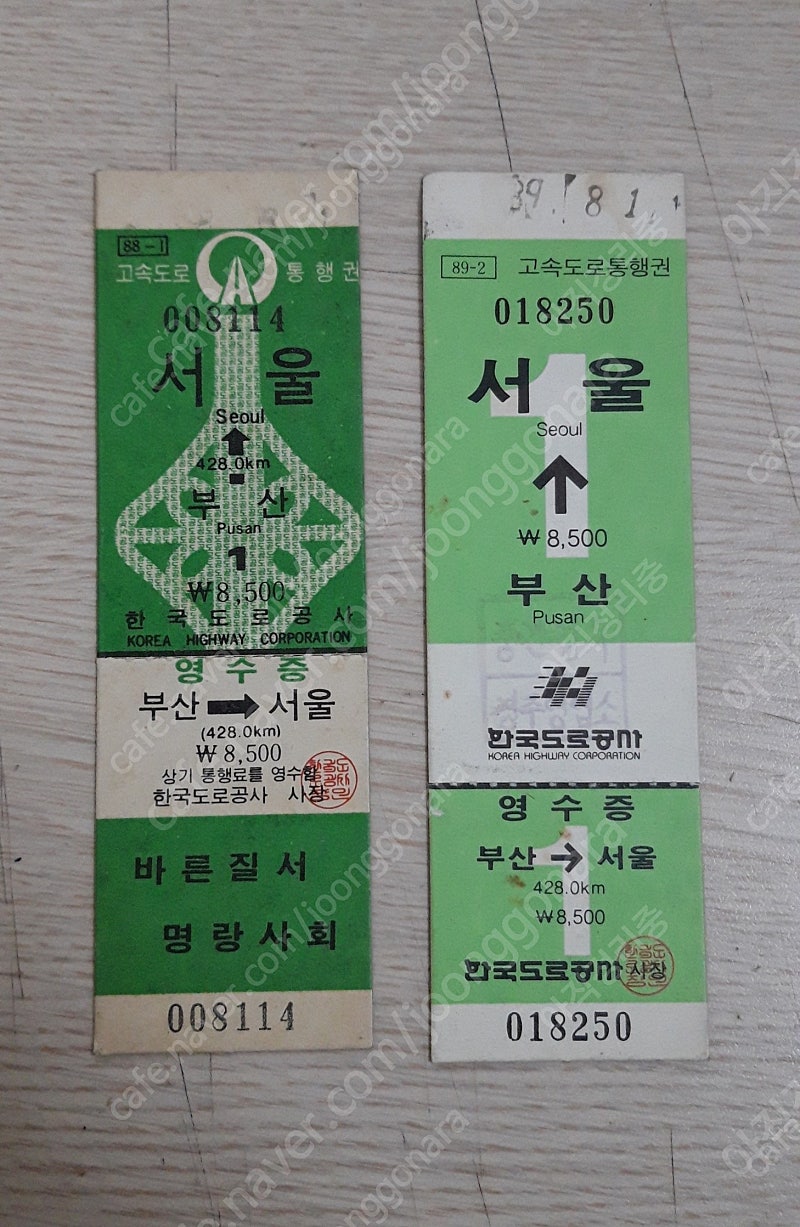 88-1
고속도로 통행권
008114
서울
Seoul
428.0km
부산
Pusan
1
₩8,500
한국도로공사
KOREA HIGHWAY CORPORATION
영수증
부산 ➡ 서울
(428.0km)
₩8,500
상기 통행료를 영수함
한국도로공사 사장
바른질서
명랑사회
008114
8 1
89-2 고속도로통행권
018250
1
서울
Seoul
₩8,500
부산
Pusan
한국도로공사
KOREA HIGHWAY CORPORATION
영수증
부산 → 서울
428.0km
₩8,500
1
한국도로공사 사장
018250
cafe.naver.com/joonggonara